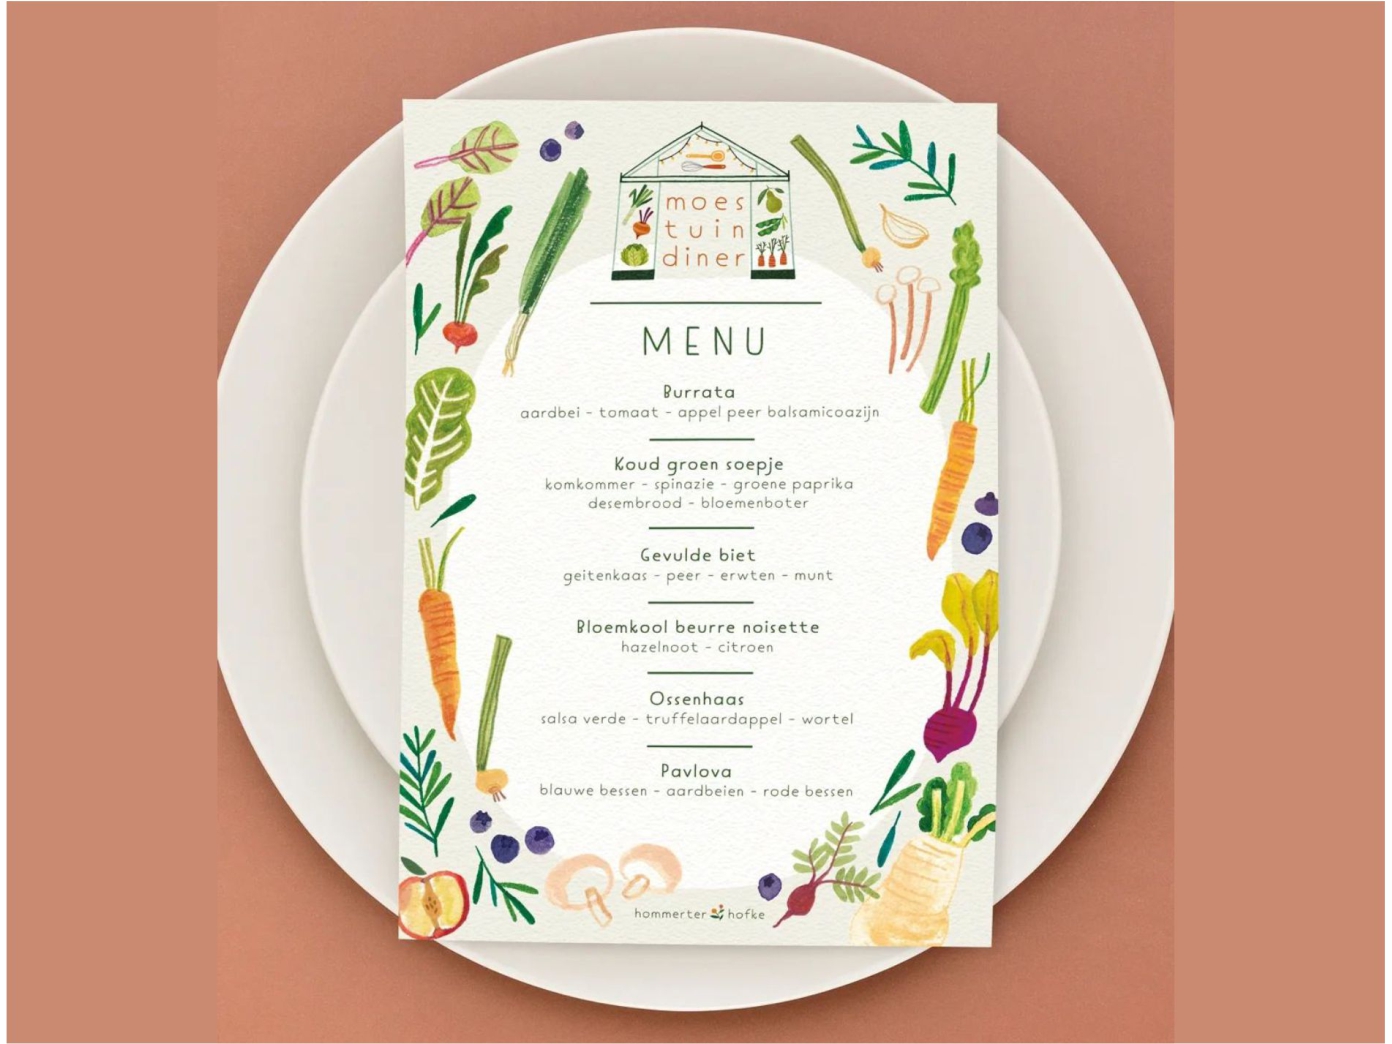 moes
tuin
diner
MENU
Burrata
aardbei - tomaat - appel peer balsamicoazijn
Koud groen soepje
komkommer - spinazie - groene paprika
desembrood - bloemenboter
Gevulde biet
geitenkaas - peer - erwten - munt
Bloemkool beurre noisette
hazelnoot - citroen
Ossenhaas
salsa verde - truffelaardappel - wortel
Pavlova
blauwe bessen - aardbeien - rode bessen
hommerter hofke